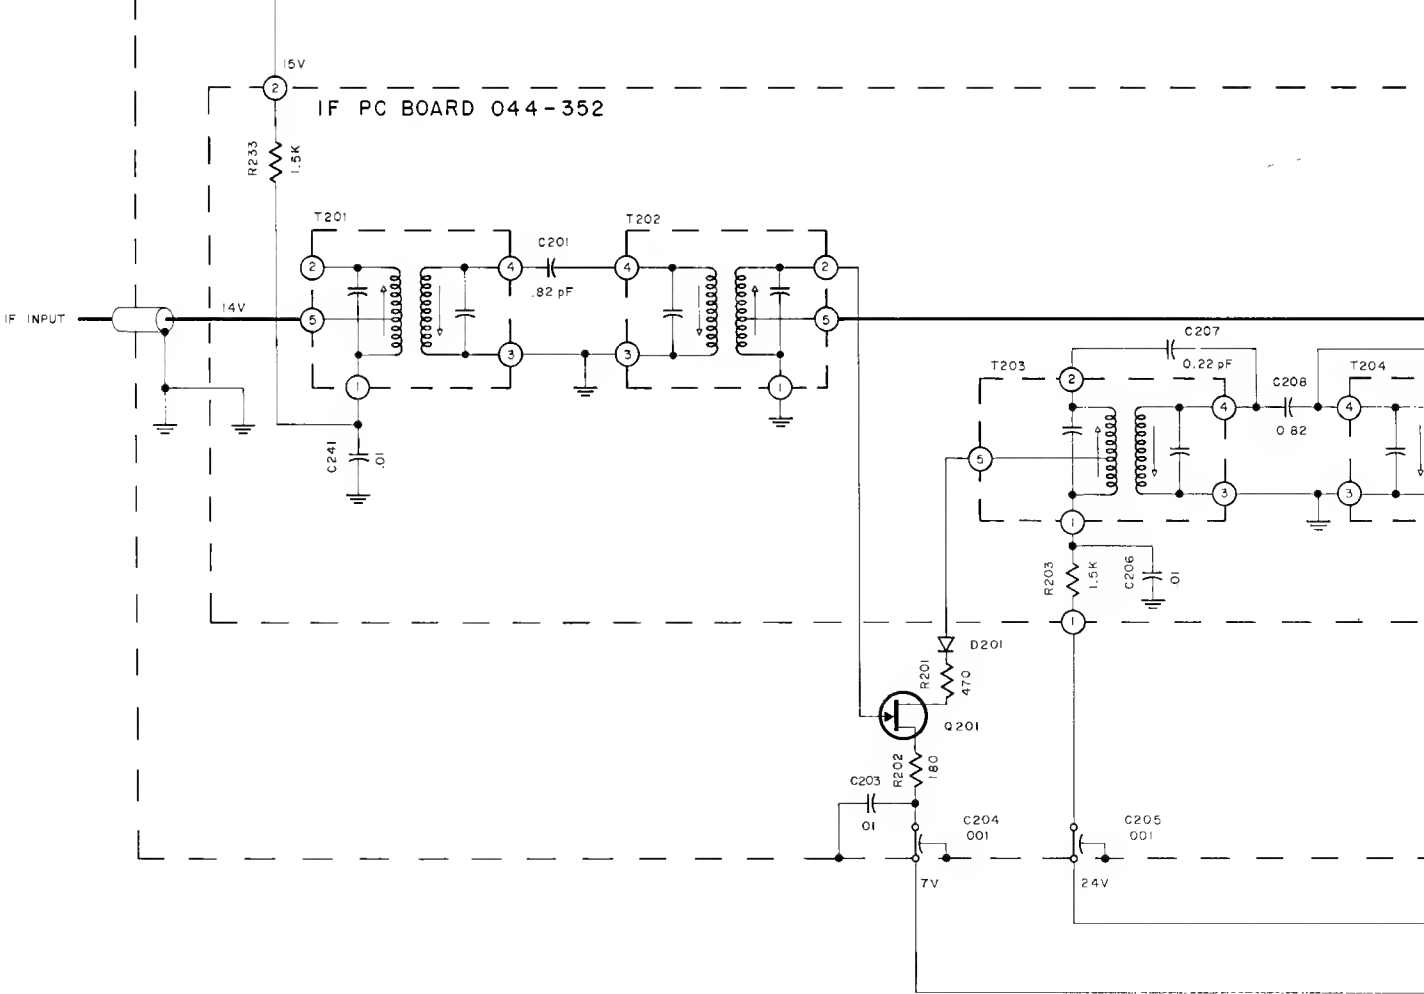 15V
2
IF PC BOARD 044-352
R233
1.5K
T201
T202
C201
2
4
4
2
.82 pF
IF INPUT
14V
5
5
C207
0.22 pF
3
3
T203
2
C208
T204
1
1
4
4
0 82
C241
.01
5
3
3
1
R203
1.5K
C206
.01
1
D201
R201
470
Q201
R202
180
C203
01
C204
001
C205
001
7V
24V